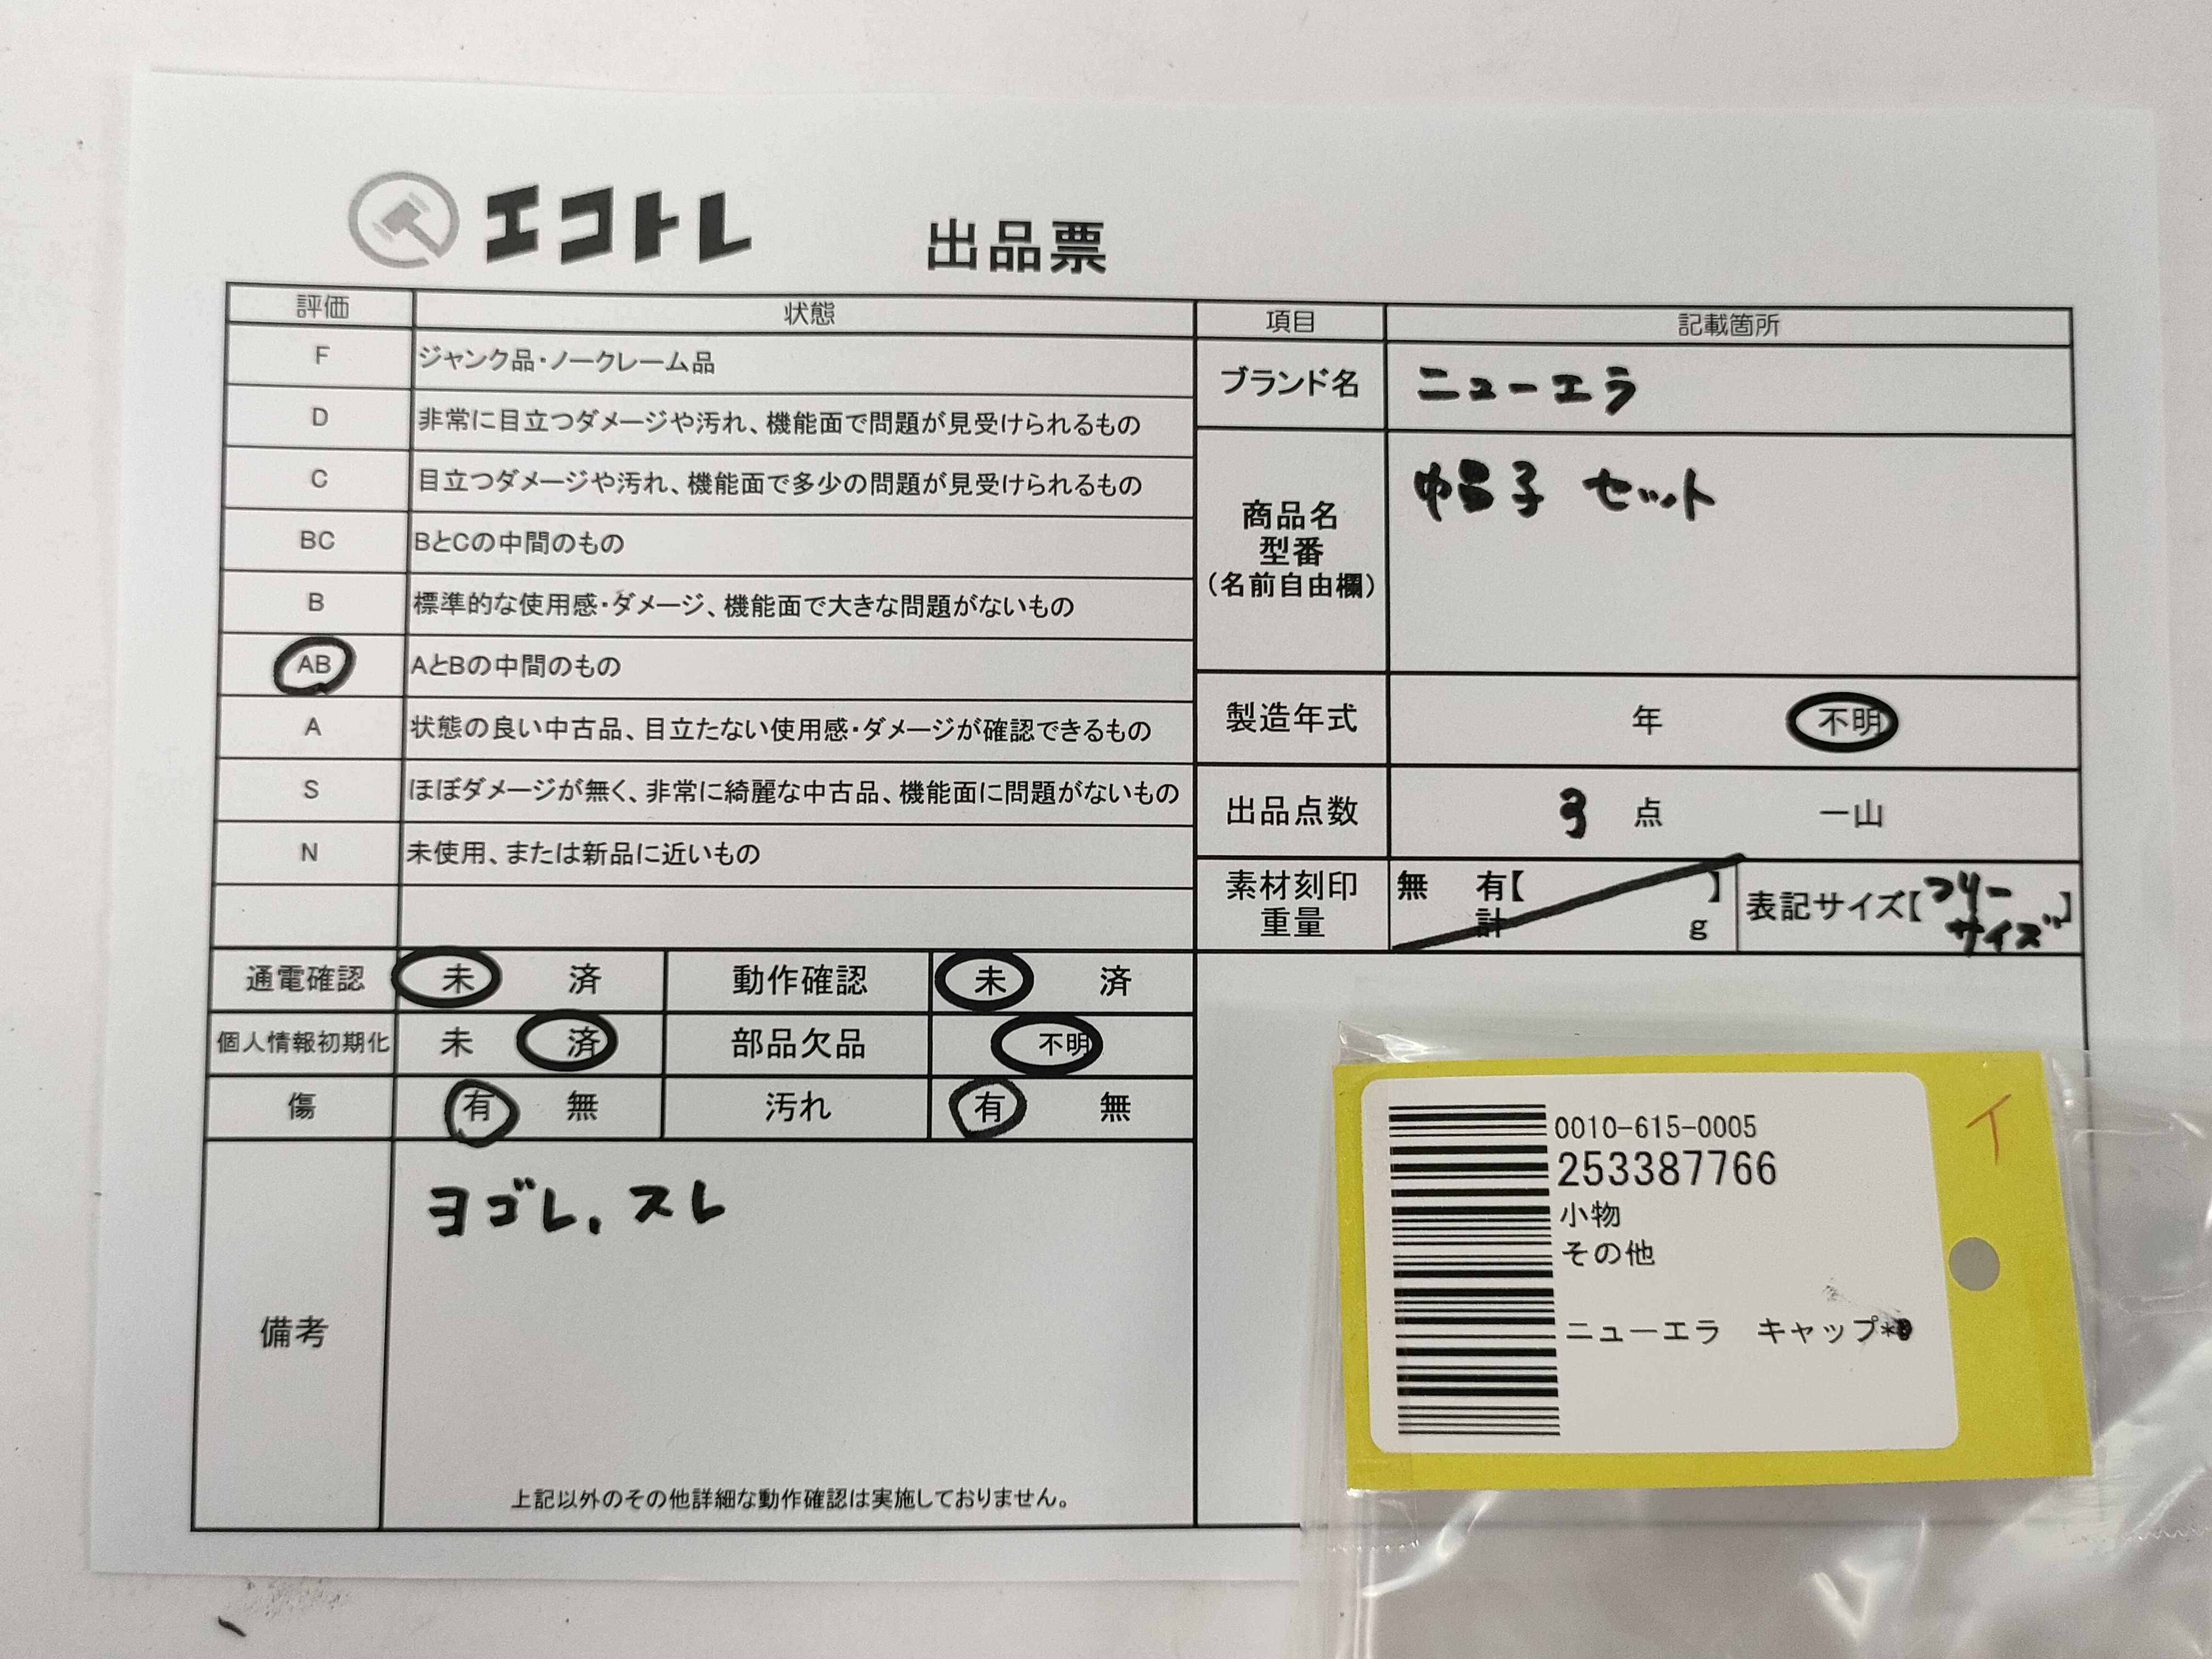 エコトレ 出品票
評価 状態
F ジャンク品・ノークレーム品
D 非常に目立つダメージや汚れ、機能面で問題が見受けられるもの
C 目立つダメージや汚れ、機能面で多少の問題が見受けられるもの
BC BとCの中間のもの
B 標準的な使用感・ダメージ、機能面で大きな問題がないもの
AB AとBの中間のもの
A 状態の良い中古品、目立たない使用感・ダメージが確認できるもの
S ほぼダメージが無く、非常に綺麗な中古品、機能面に問題がないもの
N 未使用、または新品に近いもの
項目 記載箇所
ブランド名 ニューエラ
商品名 帽子 セット
型番
(名前自由欄)
製造年式 年 不明
出品点数 3 点 一山
素材刻印 無 有【 】
重量 計 g
表記サイズ【フリー
サイズ】
通電確認 未 済 動作確認 未 済
個人情報初期化 未 済 部品欠品 不明
傷 有 無 汚れ 有 無
備考
ヨゴレ、スレ
上記以外のその他詳細な動作確認は実施しておりません。
0010-615-0005
253387766
小物
その他
ニューエラ キャップ*
イ